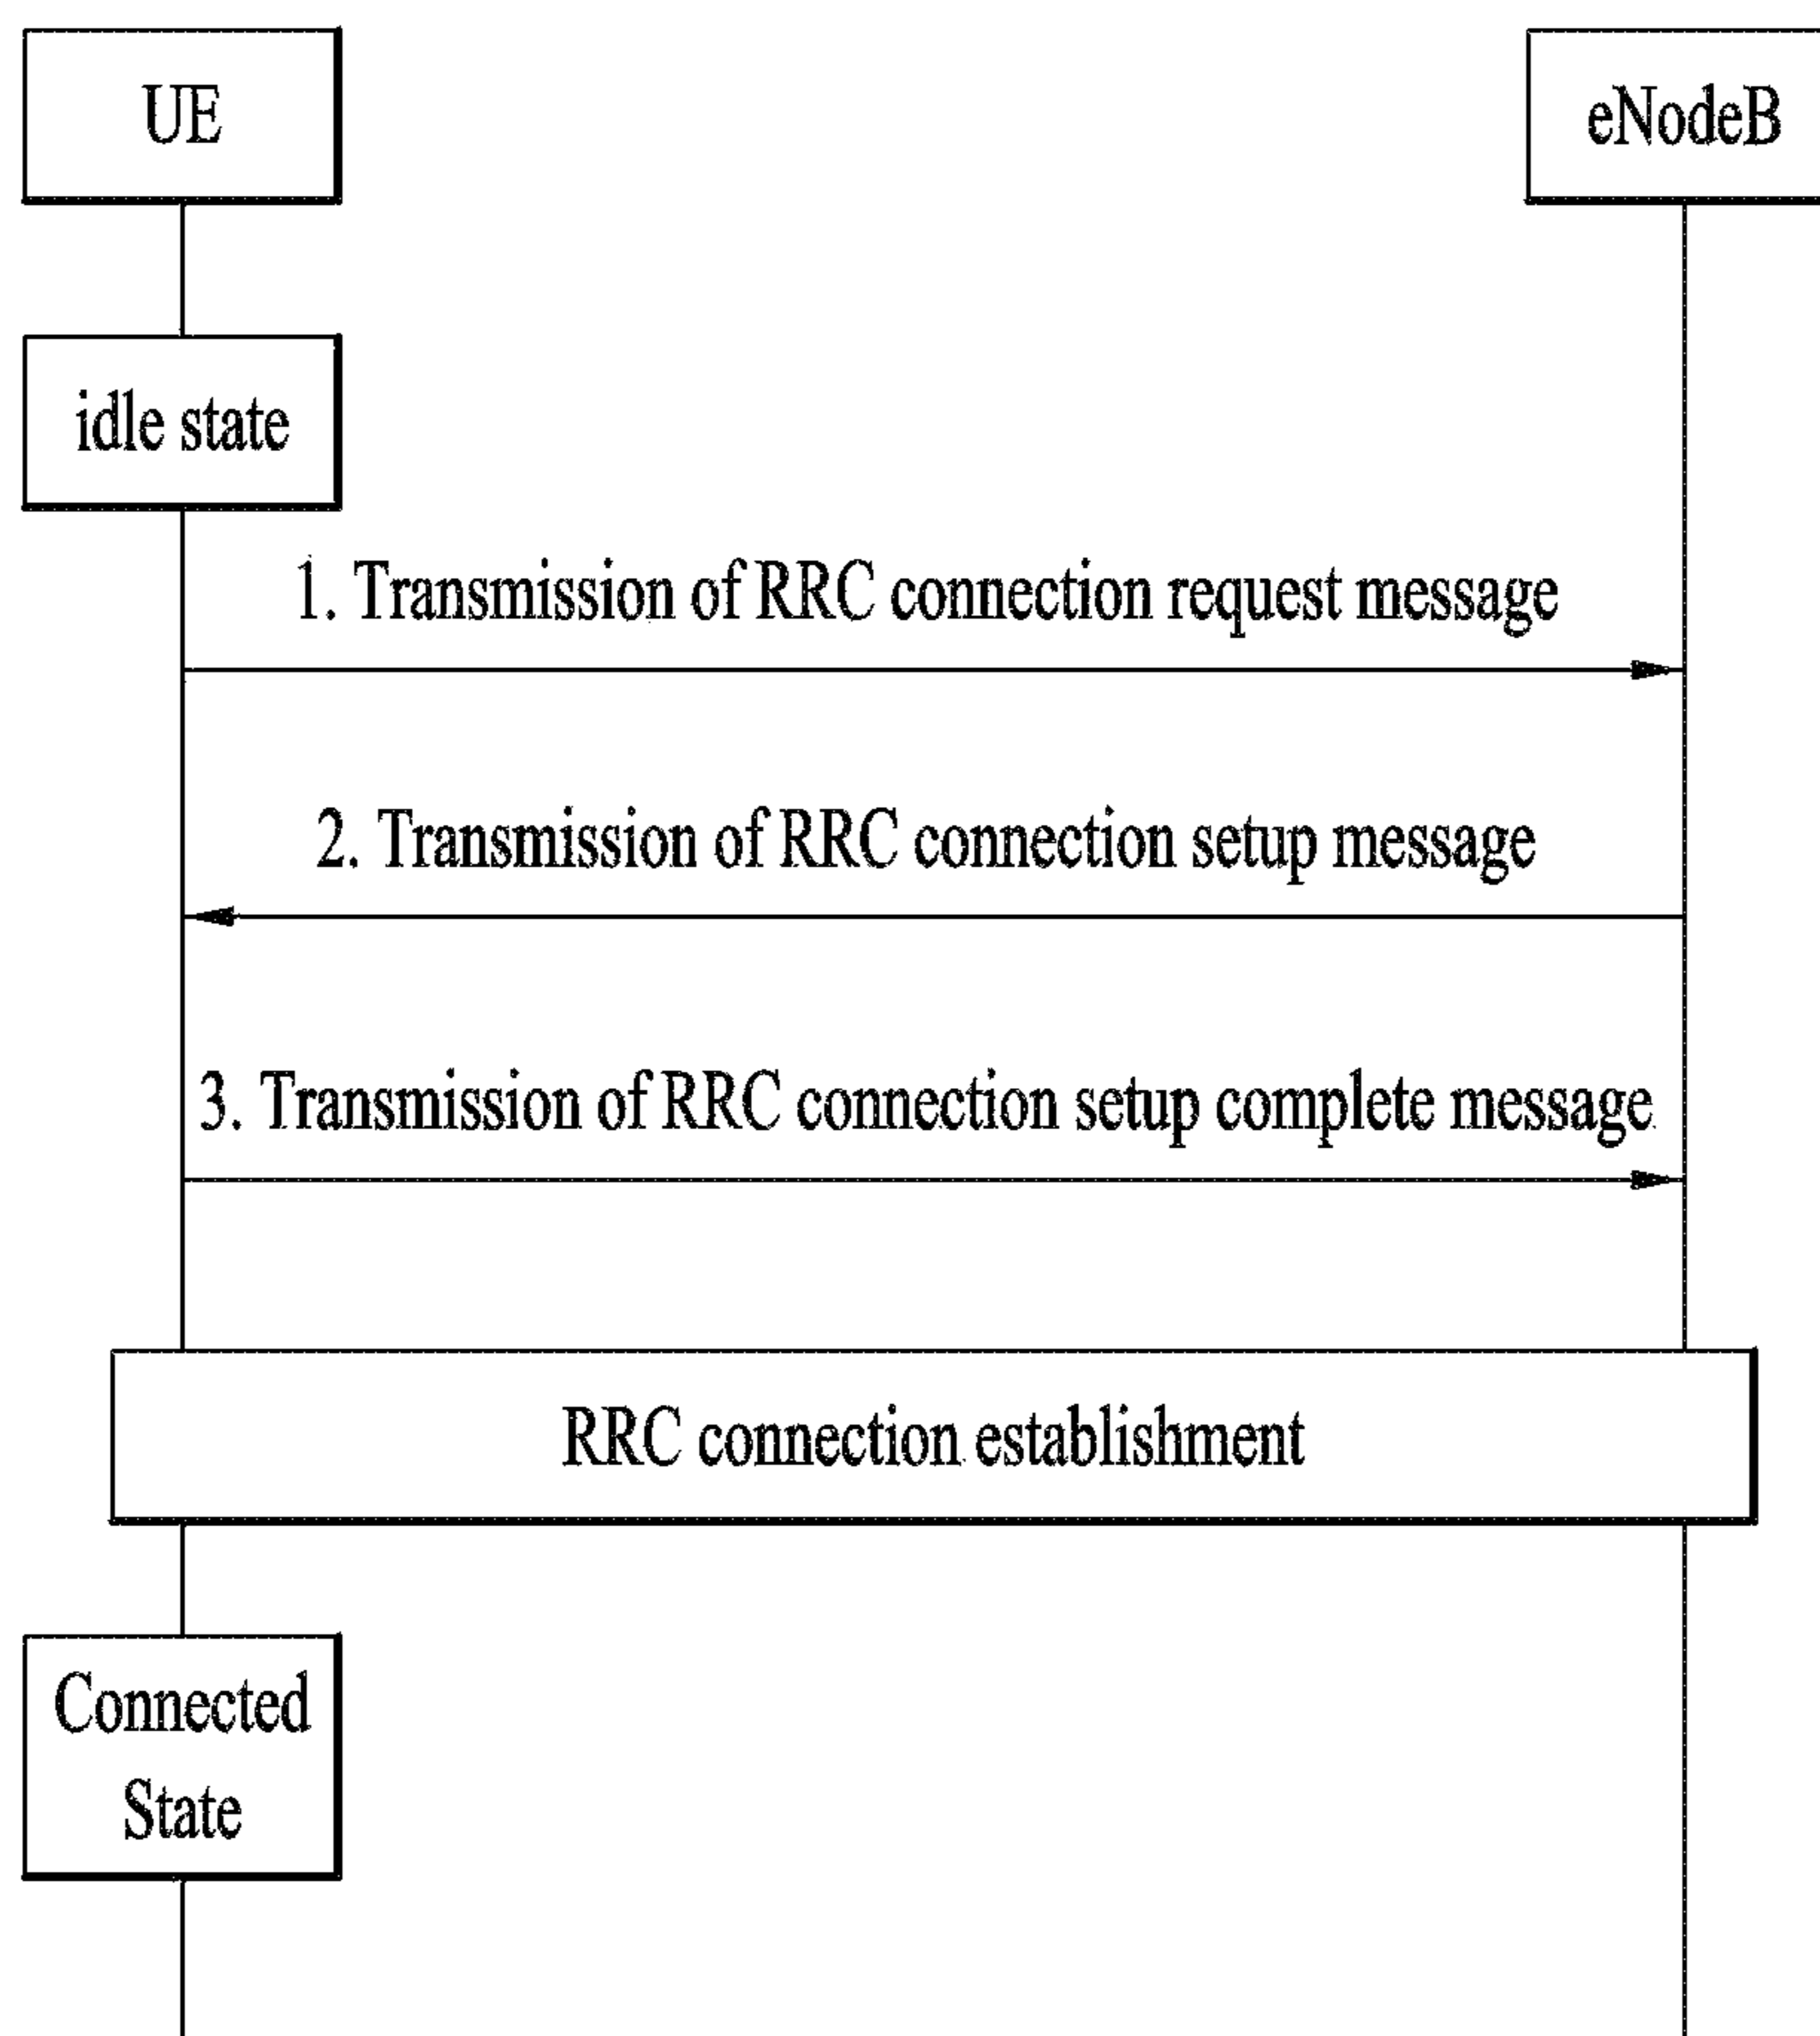 UE
eNodeB
idle state
1. Transmission of RRC connection request message
2. Transmission of RRC connection setup message
3. Transmission of RRC connection setup complete message
RRC connection establishment
Connected
State